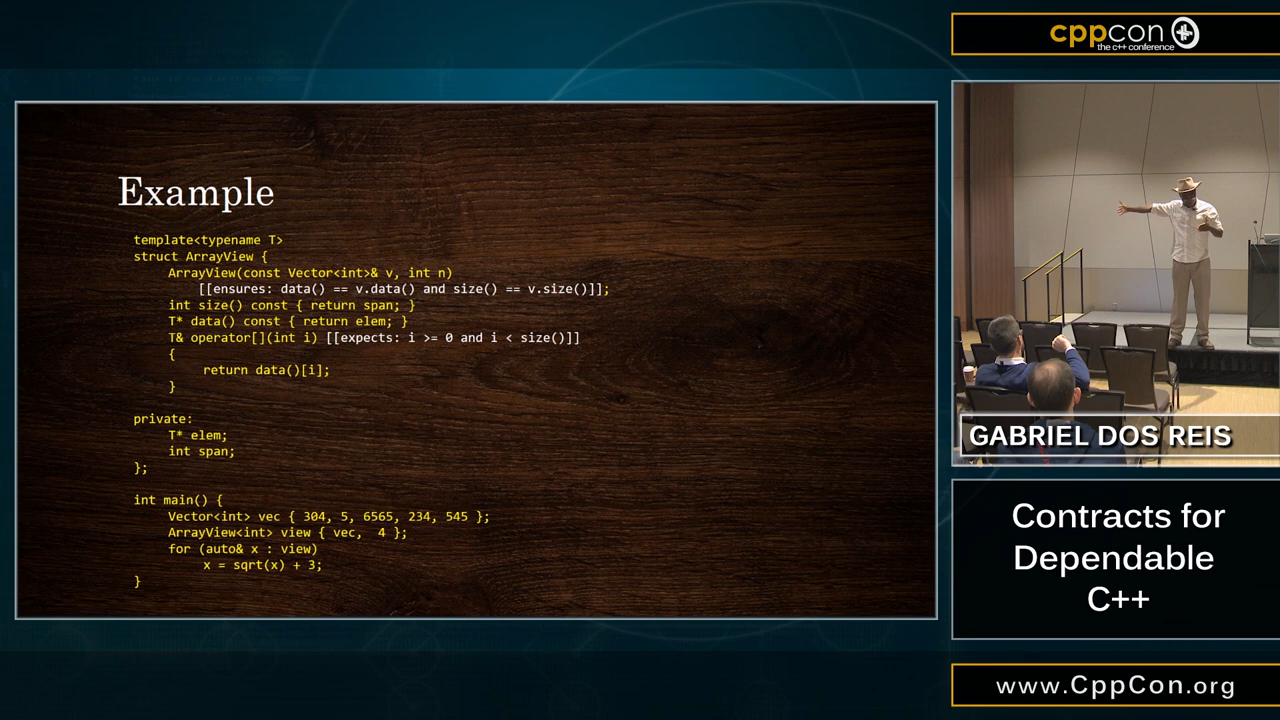 cppcon
the c++ conference
Example
template<typename T>
struct ArrayView {
ArrayView(const Vector<int>& v, int n)
[[ensures: data() == v.data() and size() == v.size()]];
int size() const { return span; }
T* data() const { return elem; }
T& operator[](int i) [[expects: i >= 0 and i < size()]]
{
return data()[i];
}
private:
T* elem;
int span;
};
int main() {
Vector<int> vec { 304, 5, 6565, 234, 545 };
ArrayView<int> view { vec,  4 };
for (auto& x : view)
x = sqrt(x) + 3;
}
GABRIEL DOS REIS
Contracts for
Dependable
C++
www.CppCon.org